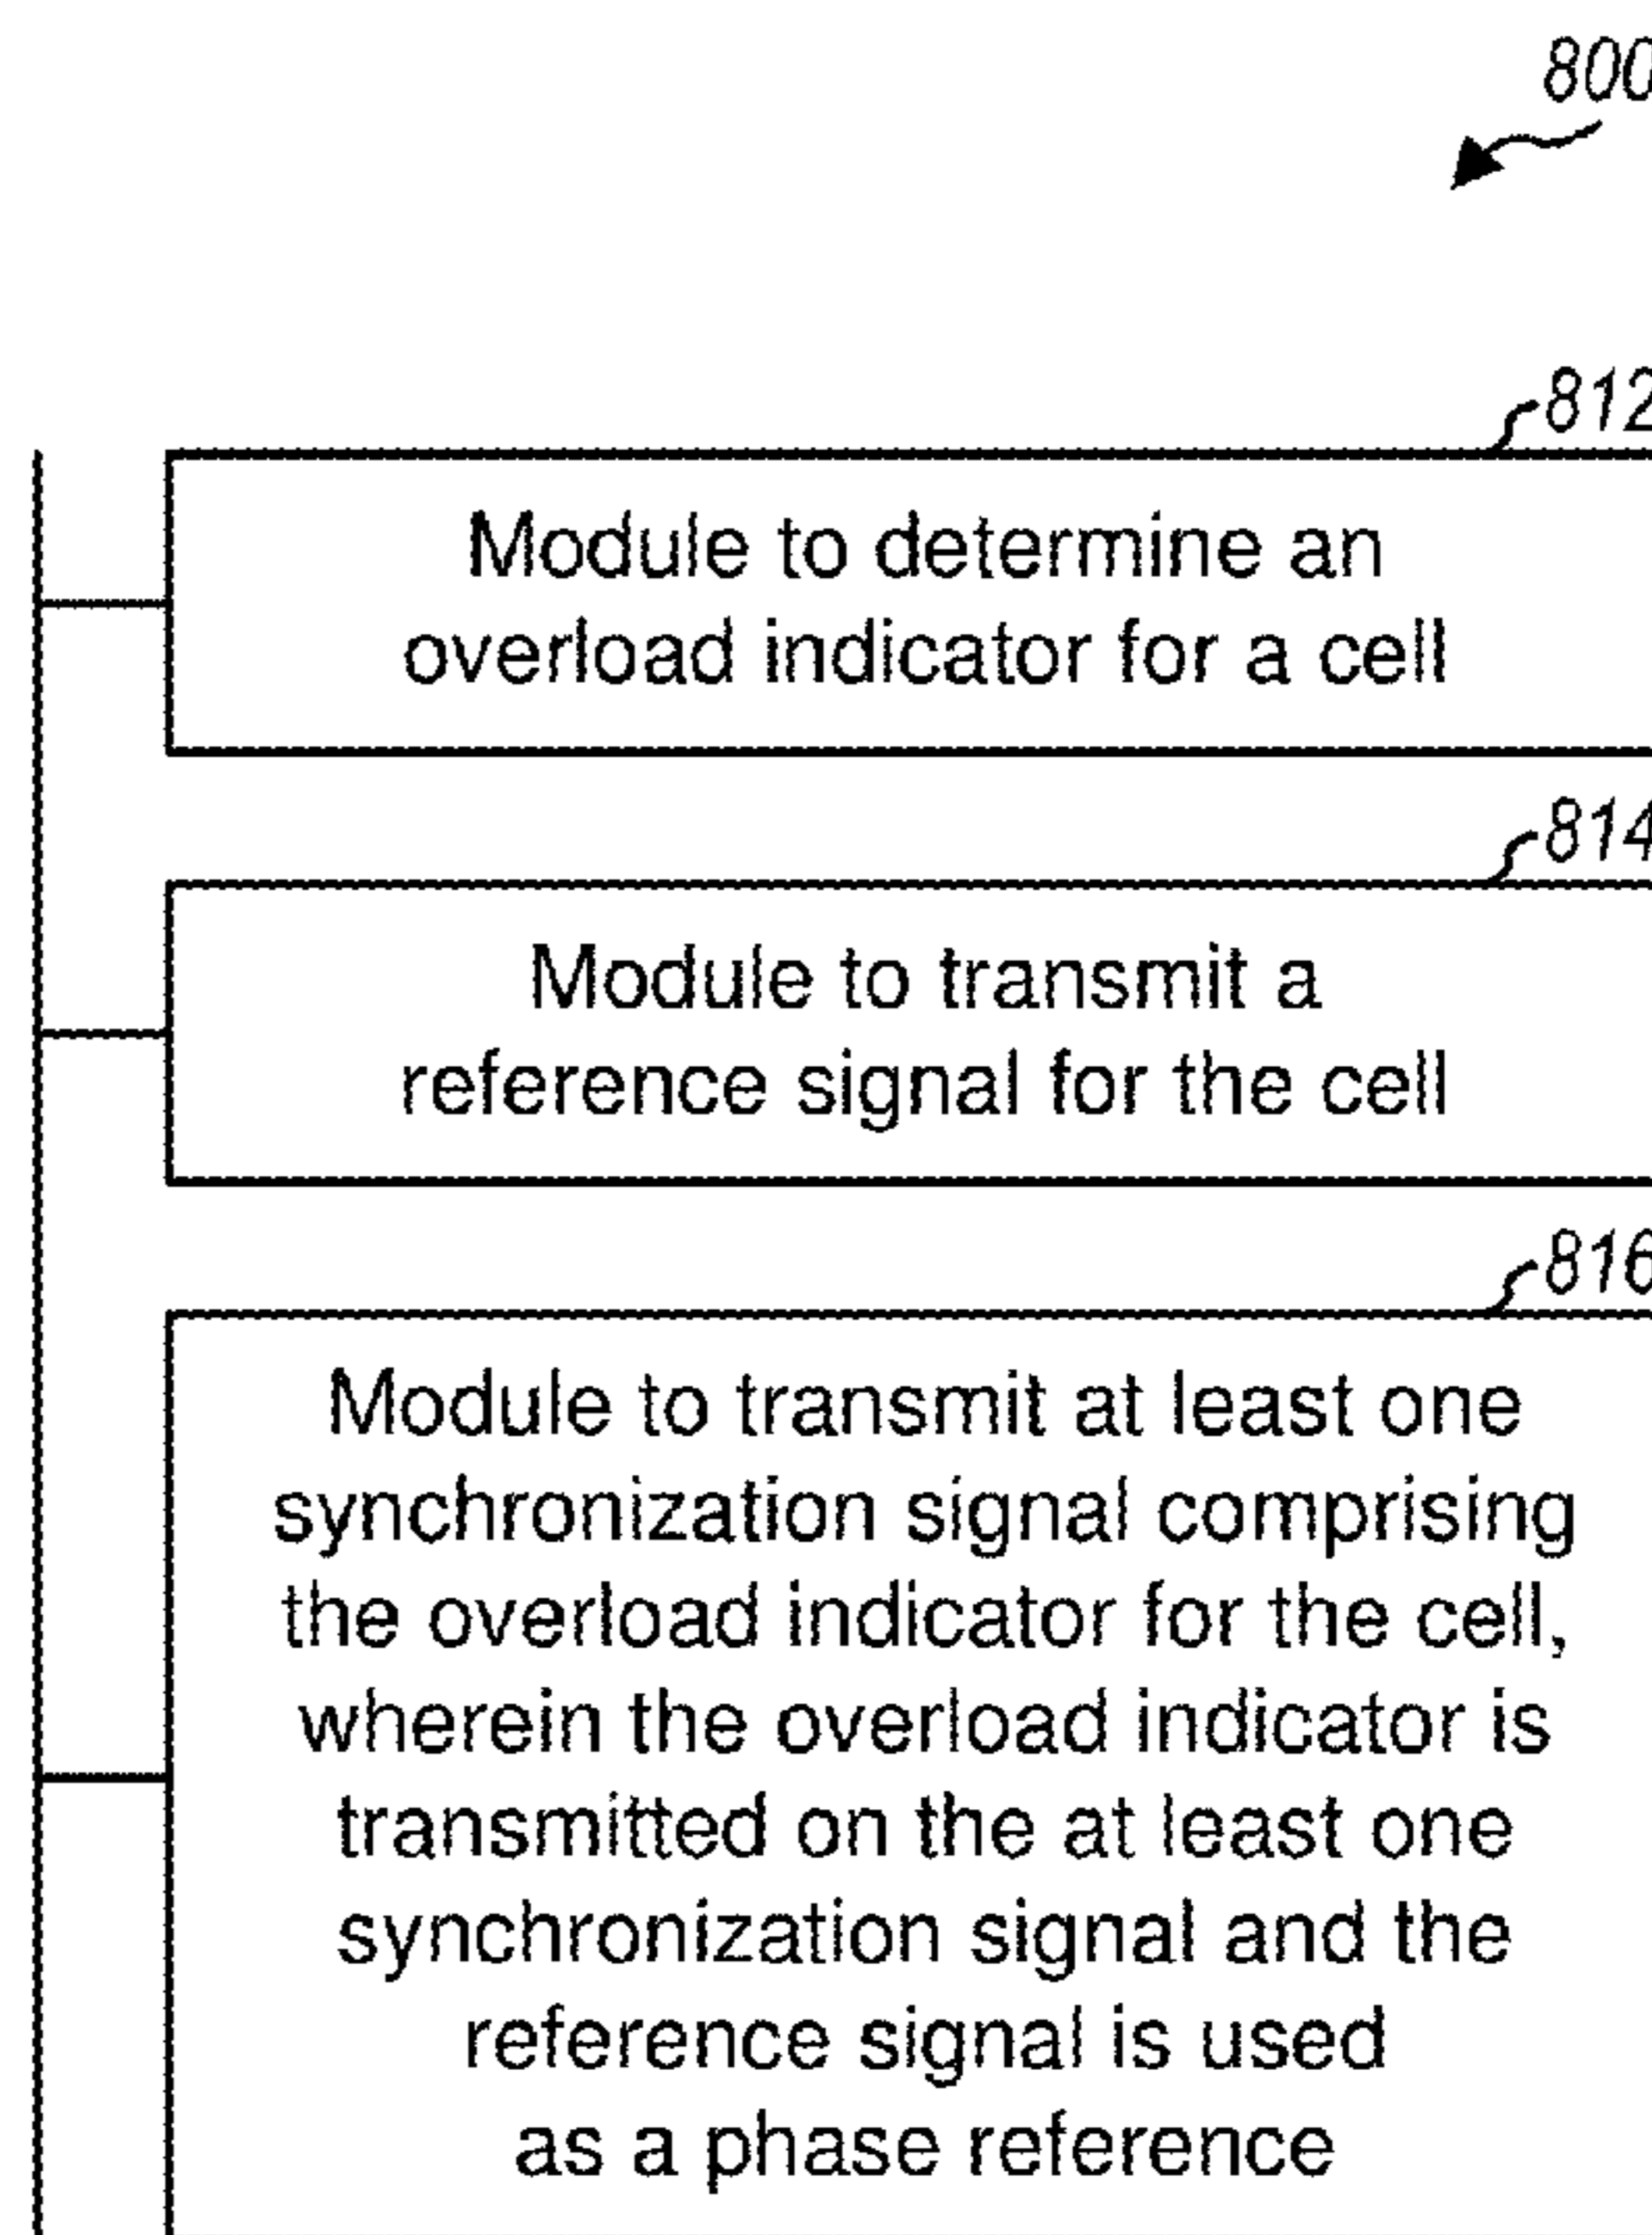 800
812
Module to determine an
overload indicator for a cell
814
Module to transmit a
reference signal for the cell
816
Module to transmit at least one
synchronization signal comprising
the overload indicator for the cell,
wherein the overload indicator is
transmitted on the at least one
synchronization signal and the
reference signal is used
as a phase reference